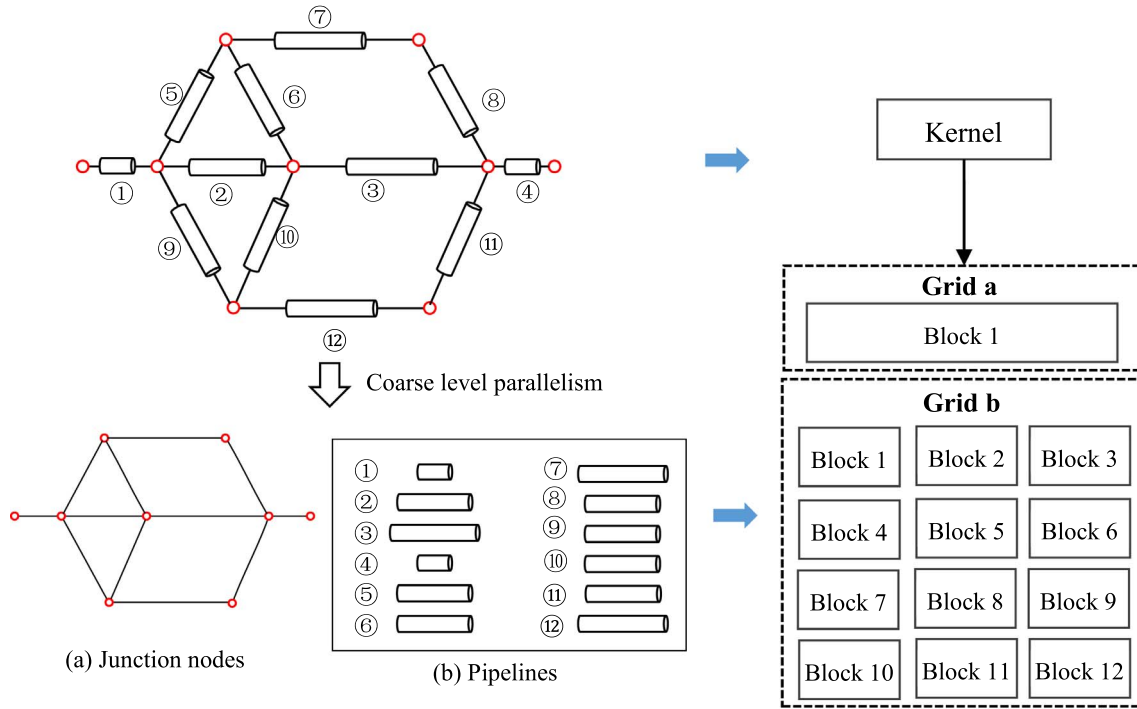 ⑦
⑤
⑥
⑧
①
②
③
④
⑨
⑩
⑪
⑫
Coarse level parallelism
(a) Junction nodes
①
②
③
④
⑤
⑥
⑦
⑧
⑨
⑩
⑪
⑫
(b) Pipelines
Kernel
Grid a
Block 1
Grid b
Block 1 Block 2 Block 3
Block 4 Block 5 Block 6
Block 7 Block 8 Block 9
Block 10 Block 11 Block 12